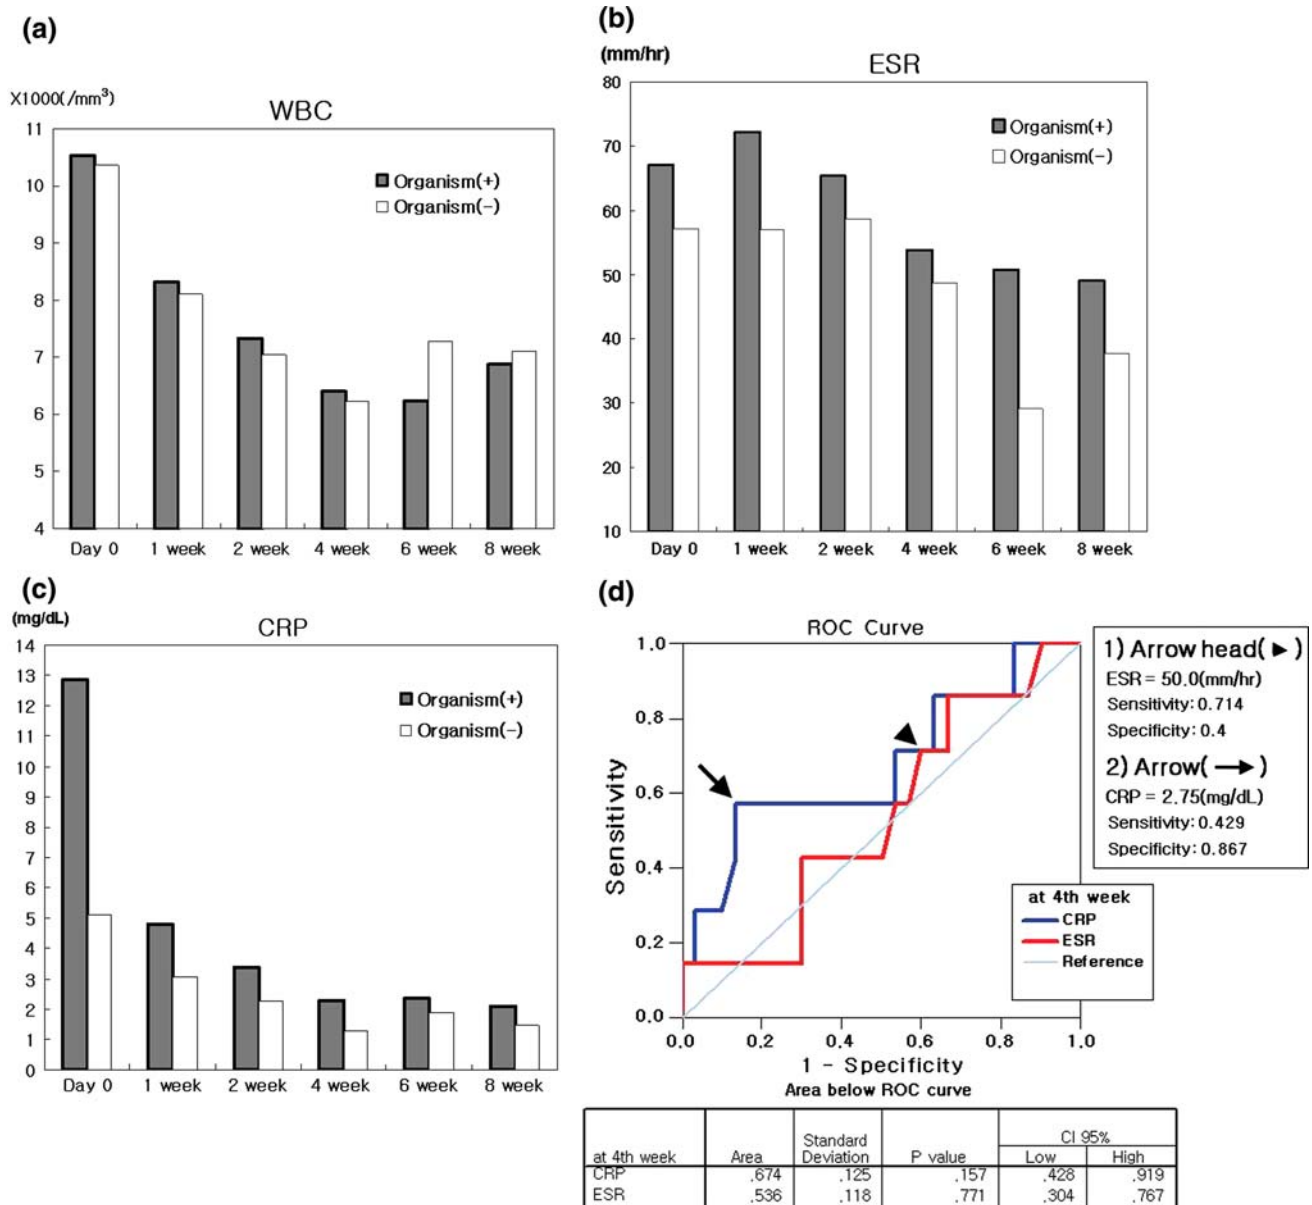 (a)
X1000(/mm³)
WBC
11
10
9
8
7
6
5
4
Organism(+)
Organism(-)
Day 0 1 week 2 week 4 week 6 week 8 week
(b)
(mm/hr)
ESR
80
70
60
50
40
30
20
10
Organism(+)
Organism(-)
Day 0 1 week 2 week 4 week 6 week 8 week
(c)
(mg/dL)
CRP
14
13
12
11
10
9
8
7
6
5
4
3
2
1
0
Organism(+)
Organism(-)
Day 0 1 week 2 week 4 week 6 week 8 week
(d)
ROC Curve
Sensitivity
1.0
0.8
0.6
0.4
0.2
0.0
0.0 0.2 0.4 0.6 0.8 1.0
1 - Specificity
at 4th week
CRP
ESR
Reference
1) Arrow head(►)
ESR = 50.0(mm/hr)
Sensitivity:0.714
Specificity:0.4
2) Arrow(→)
CRP = 2.75(mg/dL)
Sensitivity:0.429
Specificity:0.867
Area below ROC curve
at 4th week Area Standard Deviation P value CI 95% Low High
CRP .674 .125 .157 .428 .919
ESR .536 .118 .771 .304 .767